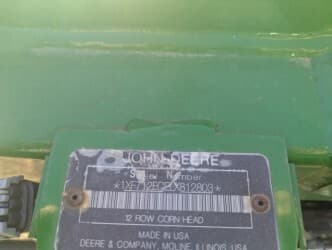 JOHN DEERE
Serial Number
12 ROW CORN HEAD
MADE IN USA
DEERE & COMPANY, MOLINE, ILLINOIS USA